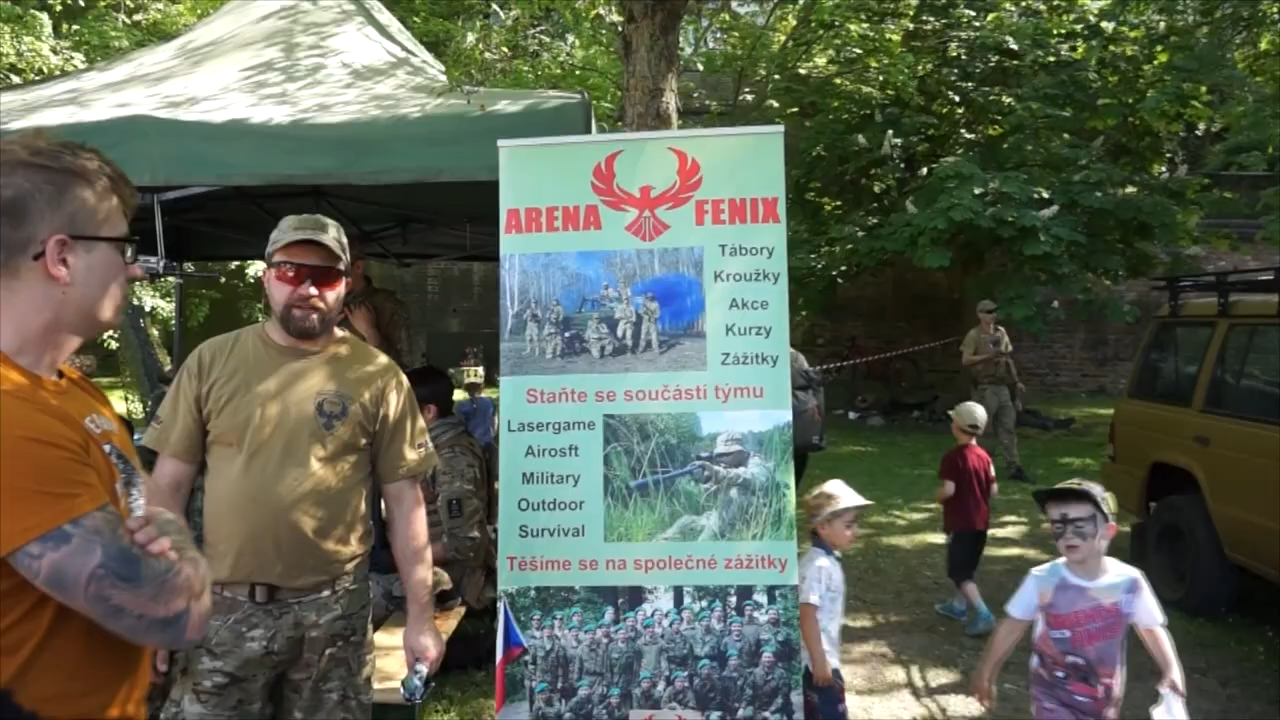 ARENA FENIX
Tábory
Kroužky
Akce
Kurzy
Zážitky
Staňte se součástí týmu
Lasergame
Airosft
Military
Outdoor
Survival
Těšíme se na společné zážitky